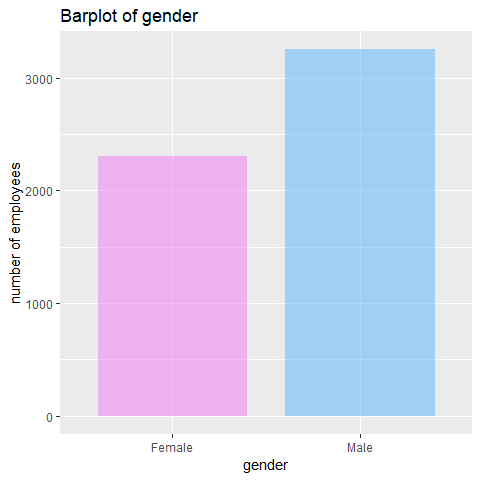 Barplot of gender
number of employees
3000
2000
1000
0
Female Male
gender